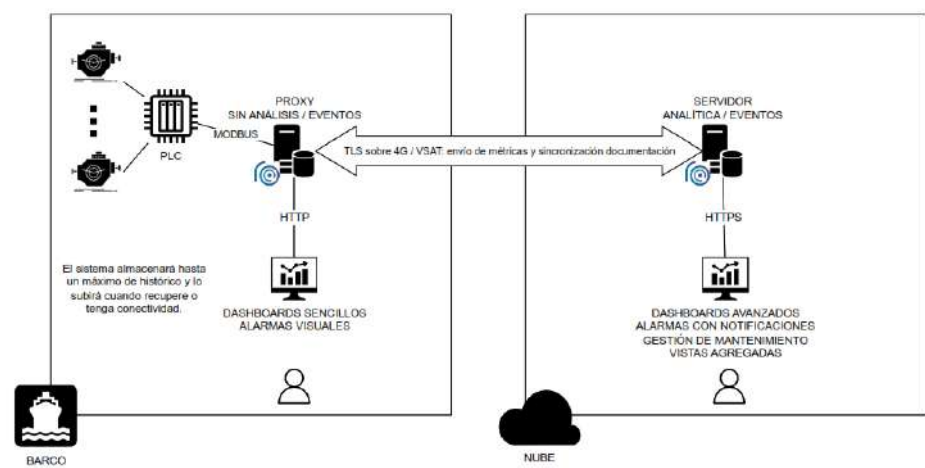 PROXY
SIN ANÁLISIS / EVENTOS
MODBUS
PLC
TLS sobre 4G / VSAT: envío de métricas y sincronización documentación
SERVIDOR
ANALÍTICA / EVENTOS
HTTP
HTTPS
El sistema almacenará hasta
un máximo de histórico y lo
subirá cuando recupere o
tenga conectividad.
DASHBOARDS SENCILLOS
ALARMAS VISUALES
DASHBOARDS AVANZADOS
ALARMAS CON NOTIFICACIONES
GESTIÓN DE MANTENIMIENTO
VISTAS AGREGADAS
BARCO
NUBE